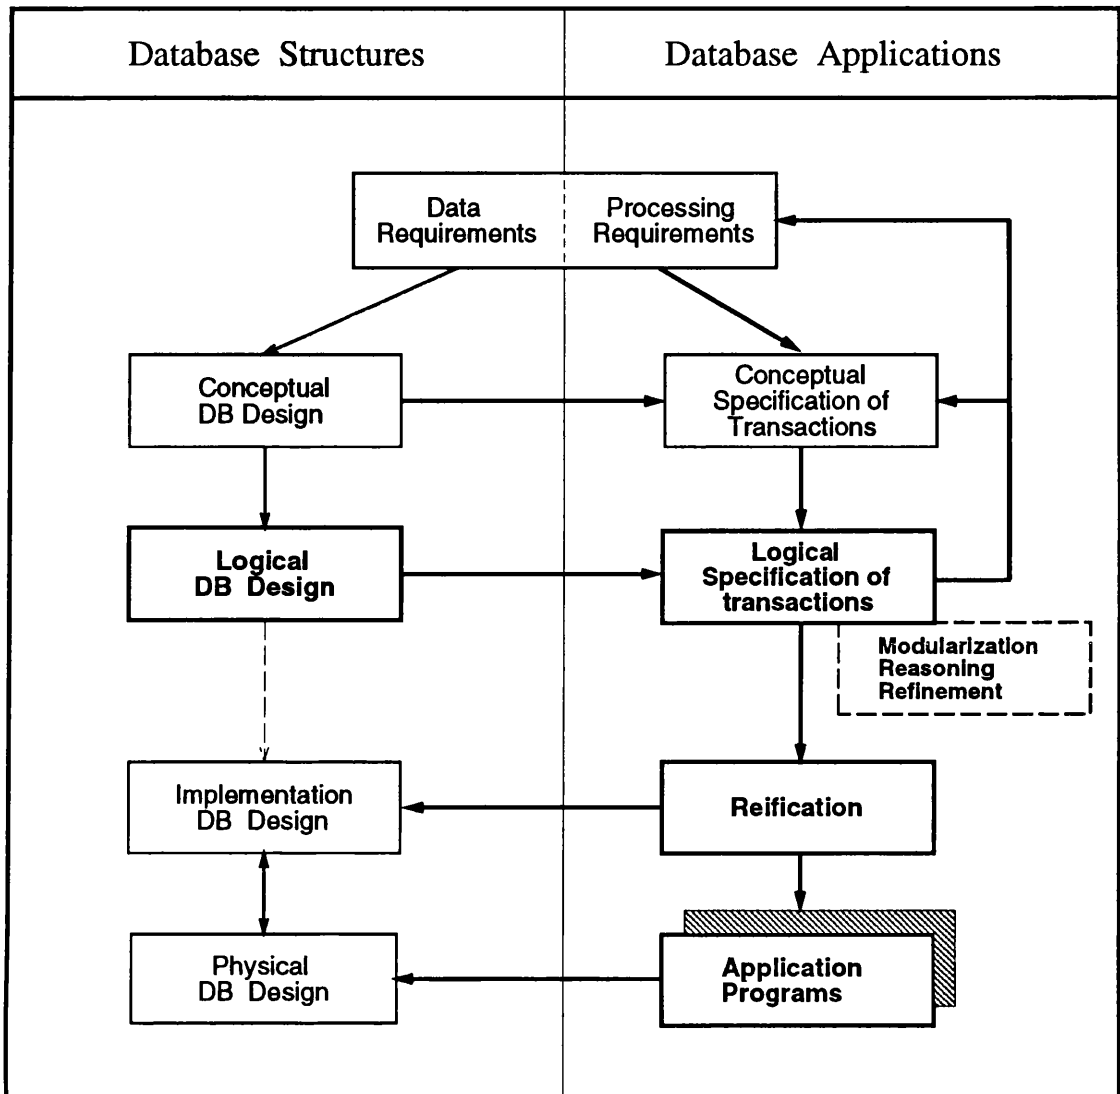 Database Structures
Database Applications
Data
Requirements
Processing
Requirements
Conceptual
DB Design
Conceptual
Specification of
Transactions
Logical
DB Design
Logical
Specification of
transactions
Modularization
Reasoning
Refinement
Implementation
DB Design
Reification
Physical
DB Design
Application
Programs